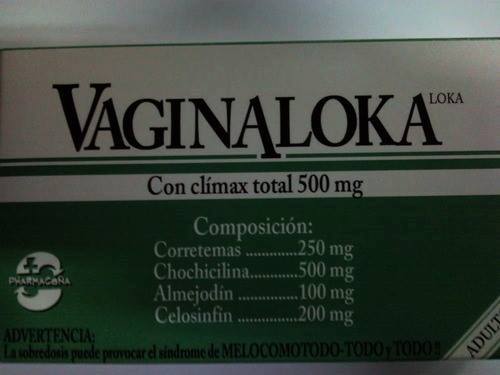 VAGINALOKA LOKA
Con clímax total 500 mg
Composición:
Corretemas ..............250 mg
Chochicilina............500 mg
Almejodín ................100 mg
Celosinfín ................200 mg
PHARMACOÑA
ADVERTENCIA:
La sobredosis puede provocar el síndrome de MELOCOMOTODO-TODO y TODO !!